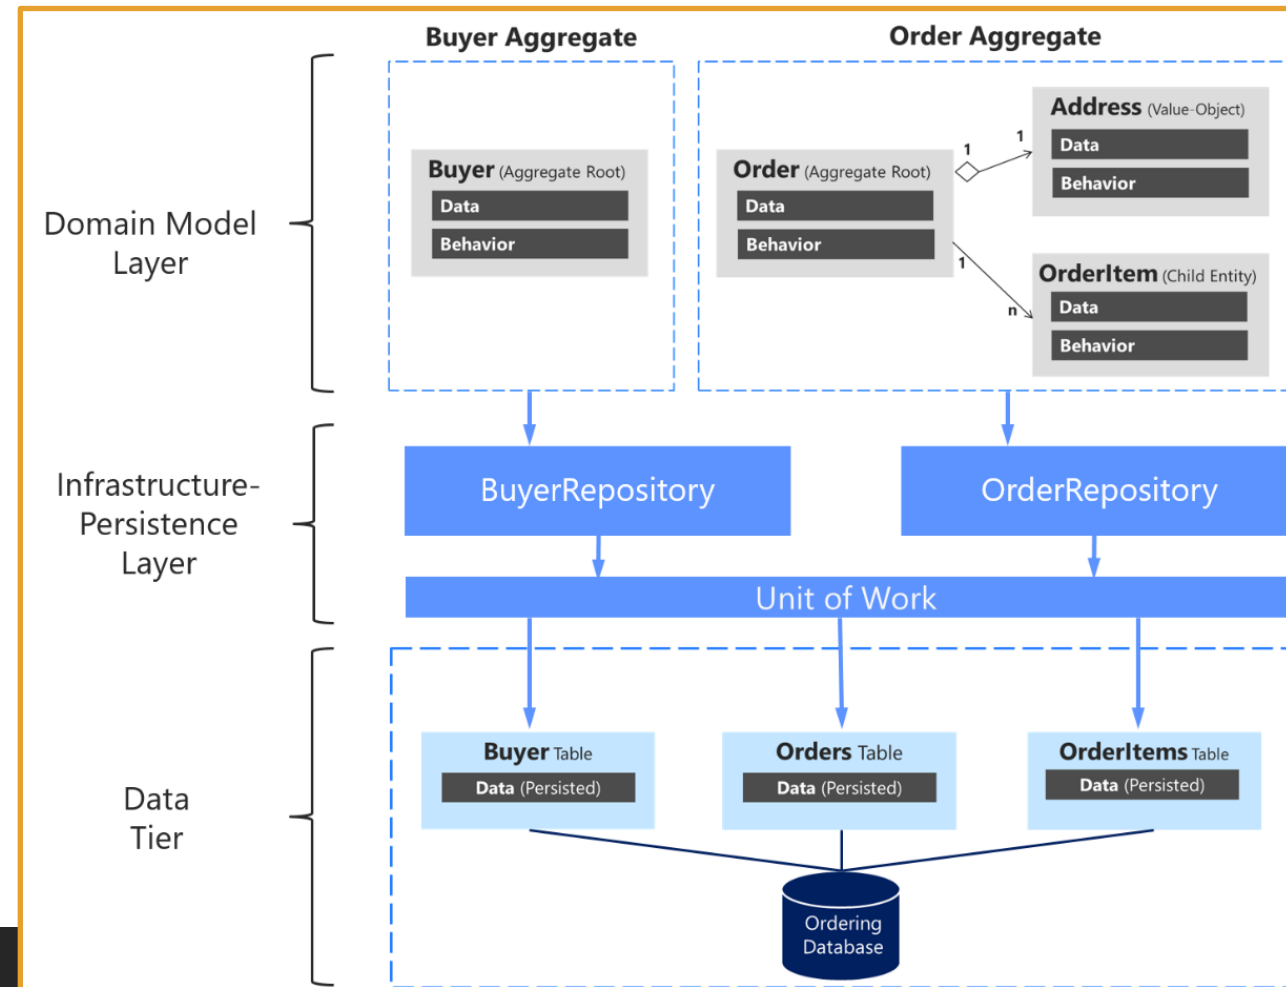 Buyer Aggregate
Order Aggregate
Domain Model
Layer
Buyer (Aggregate Root)
Data
Behavior
Order (Aggregate Root)
Data
Behavior
1
1
Address (Value-Object)
Data
Behavior
1
n
OrderItem (Child Entity)
Data
Behavior
Infrastructure-
Persistence
Layer
BuyerRepository
OrderRepository
Unit of Work
Data
Tier
Buyer Table
Data (Persisted)
Orders Table
Data (Persisted)
OrderItems Table
Data (Persisted)
Ordering
Database